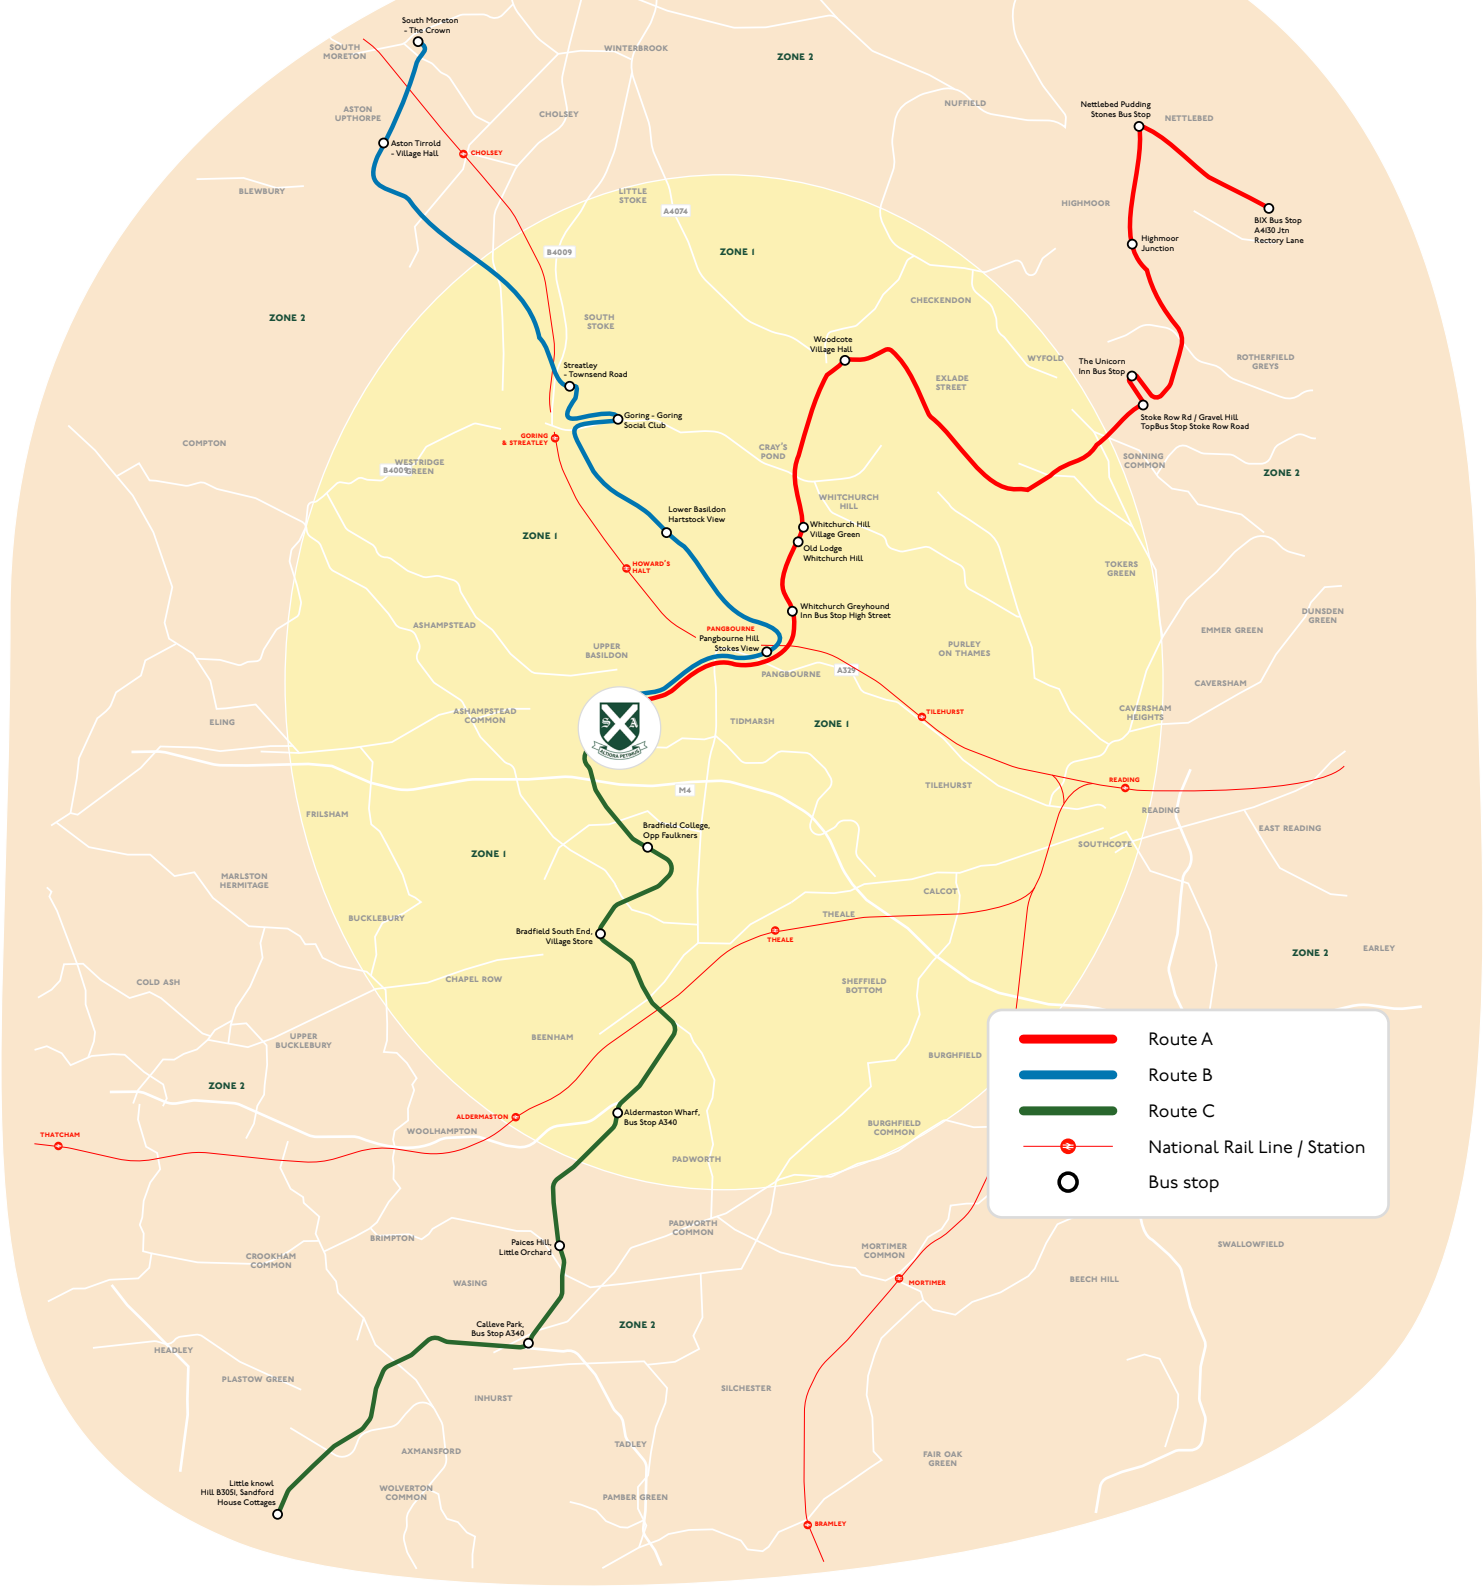 South Moreton
- The Crown
SOUTH
MORETON
WINTERBROOK
ZONE 2
ASTON
UPTHORPE
CHOLSEY
NUFFIELD
Nettlebed Pudding
Stones Bus Stop
NETTLEBED
Aston Tirrold
- Village Hall
CHOLSEY
BLEWBURY
LITTLE
STOKE
A4074
HIGHMOOR
BIX Bus Stop
A4130 Jtn
Rectory Lane
B4009
ZONE 1
Highmoor
Junction
CHECKENDON
ZONE 2
SOUTH
STOKE
Woodcote
Village Hall
WYFOLD
The Unicorn
Inn Bus Stop
ROTHERFIELD
GREYS
Streatley
- Townsend Road
EXLADE
STREET
Goring - Goring
Social Club
Stoke Row Rd / Gravel Hill
TopBus Stop Stoke Row Road
COMPTON
GORING
& STREATLEY
CRAY'S
POND
WESTRIDGE
GREEN
B4009
SONNING
COMMON
ZONE 2
WHITCHURCH
HILL
Lower Basildon
Hartstock View
Whitchurch Hill
Village Green
ZONE 1
Old Lodge
Whitchurch Hill
HOWARD'S
HALT
TOKERS
GREEN
Whitchurch Greyhound
Inn Bus Stop High Street
DUNSDEN
GREEN
ASHAMPSTEAD
PANGBOURNE
Pangbourne Hill
Stokes View
EMMER GREEN
UPPER
BASILDON
PURLEY
ON THAMES
PANGBOURNE
A329
CAVERSHAM
ASHAMPSTEAD
COMMON
ELING
S A
ALTIORA PETIMUS
TIDMARSH
ZONE 1
TILEHURST
CAVERSHAM
HEIGHTS
M4
TILEHURST
READING
READING
FRILSHAM
Bradfield College,
Opp Faulkners
EAST READING
SOUTHCOTE
ZONE 1
MARLSTON
HERMITAGE
CALCOT
BUCKLEBURY
THEALE
Bradfield South End,
Village Store
THEALE
EARLEY
ZONE 2
COLD ASH
CHAPEL ROW
SHEFFIELD
BOTTOM
UPPER
BUCKLEBURY
BEENHAM
BURGHFIELD
Route A
Route B
Route C
National Rail Line / Station
Bus stop
ZONE 2
ALDERMASTON
Aldermaston Wharf,
Bus Stop A340
THATCHAM
WOOLHAMPTON
BURGHFIELD
COMMON
PADWORTH
PADWORTH
COMMON
BRIMPTON
Paices Hill,
Little Orchard
CROOKHAM
COMMON
MORTIMER
COMMON
SWALLOWFIELD
WASING
MORTIMER
BEECH HILL
Calleve Park,
Bus Stop A340
ZONE 2
HEADLEY
PLASTOW GREEN
INHURST
SILCHESTER
AXMANSFORD
TADLEY
FAIR OAK
GREEN
Little knowl
Hill B3051, Sandford
House Cottages
WOLVERTON
COMMON
PAMBER GREEN
BRAMLEY